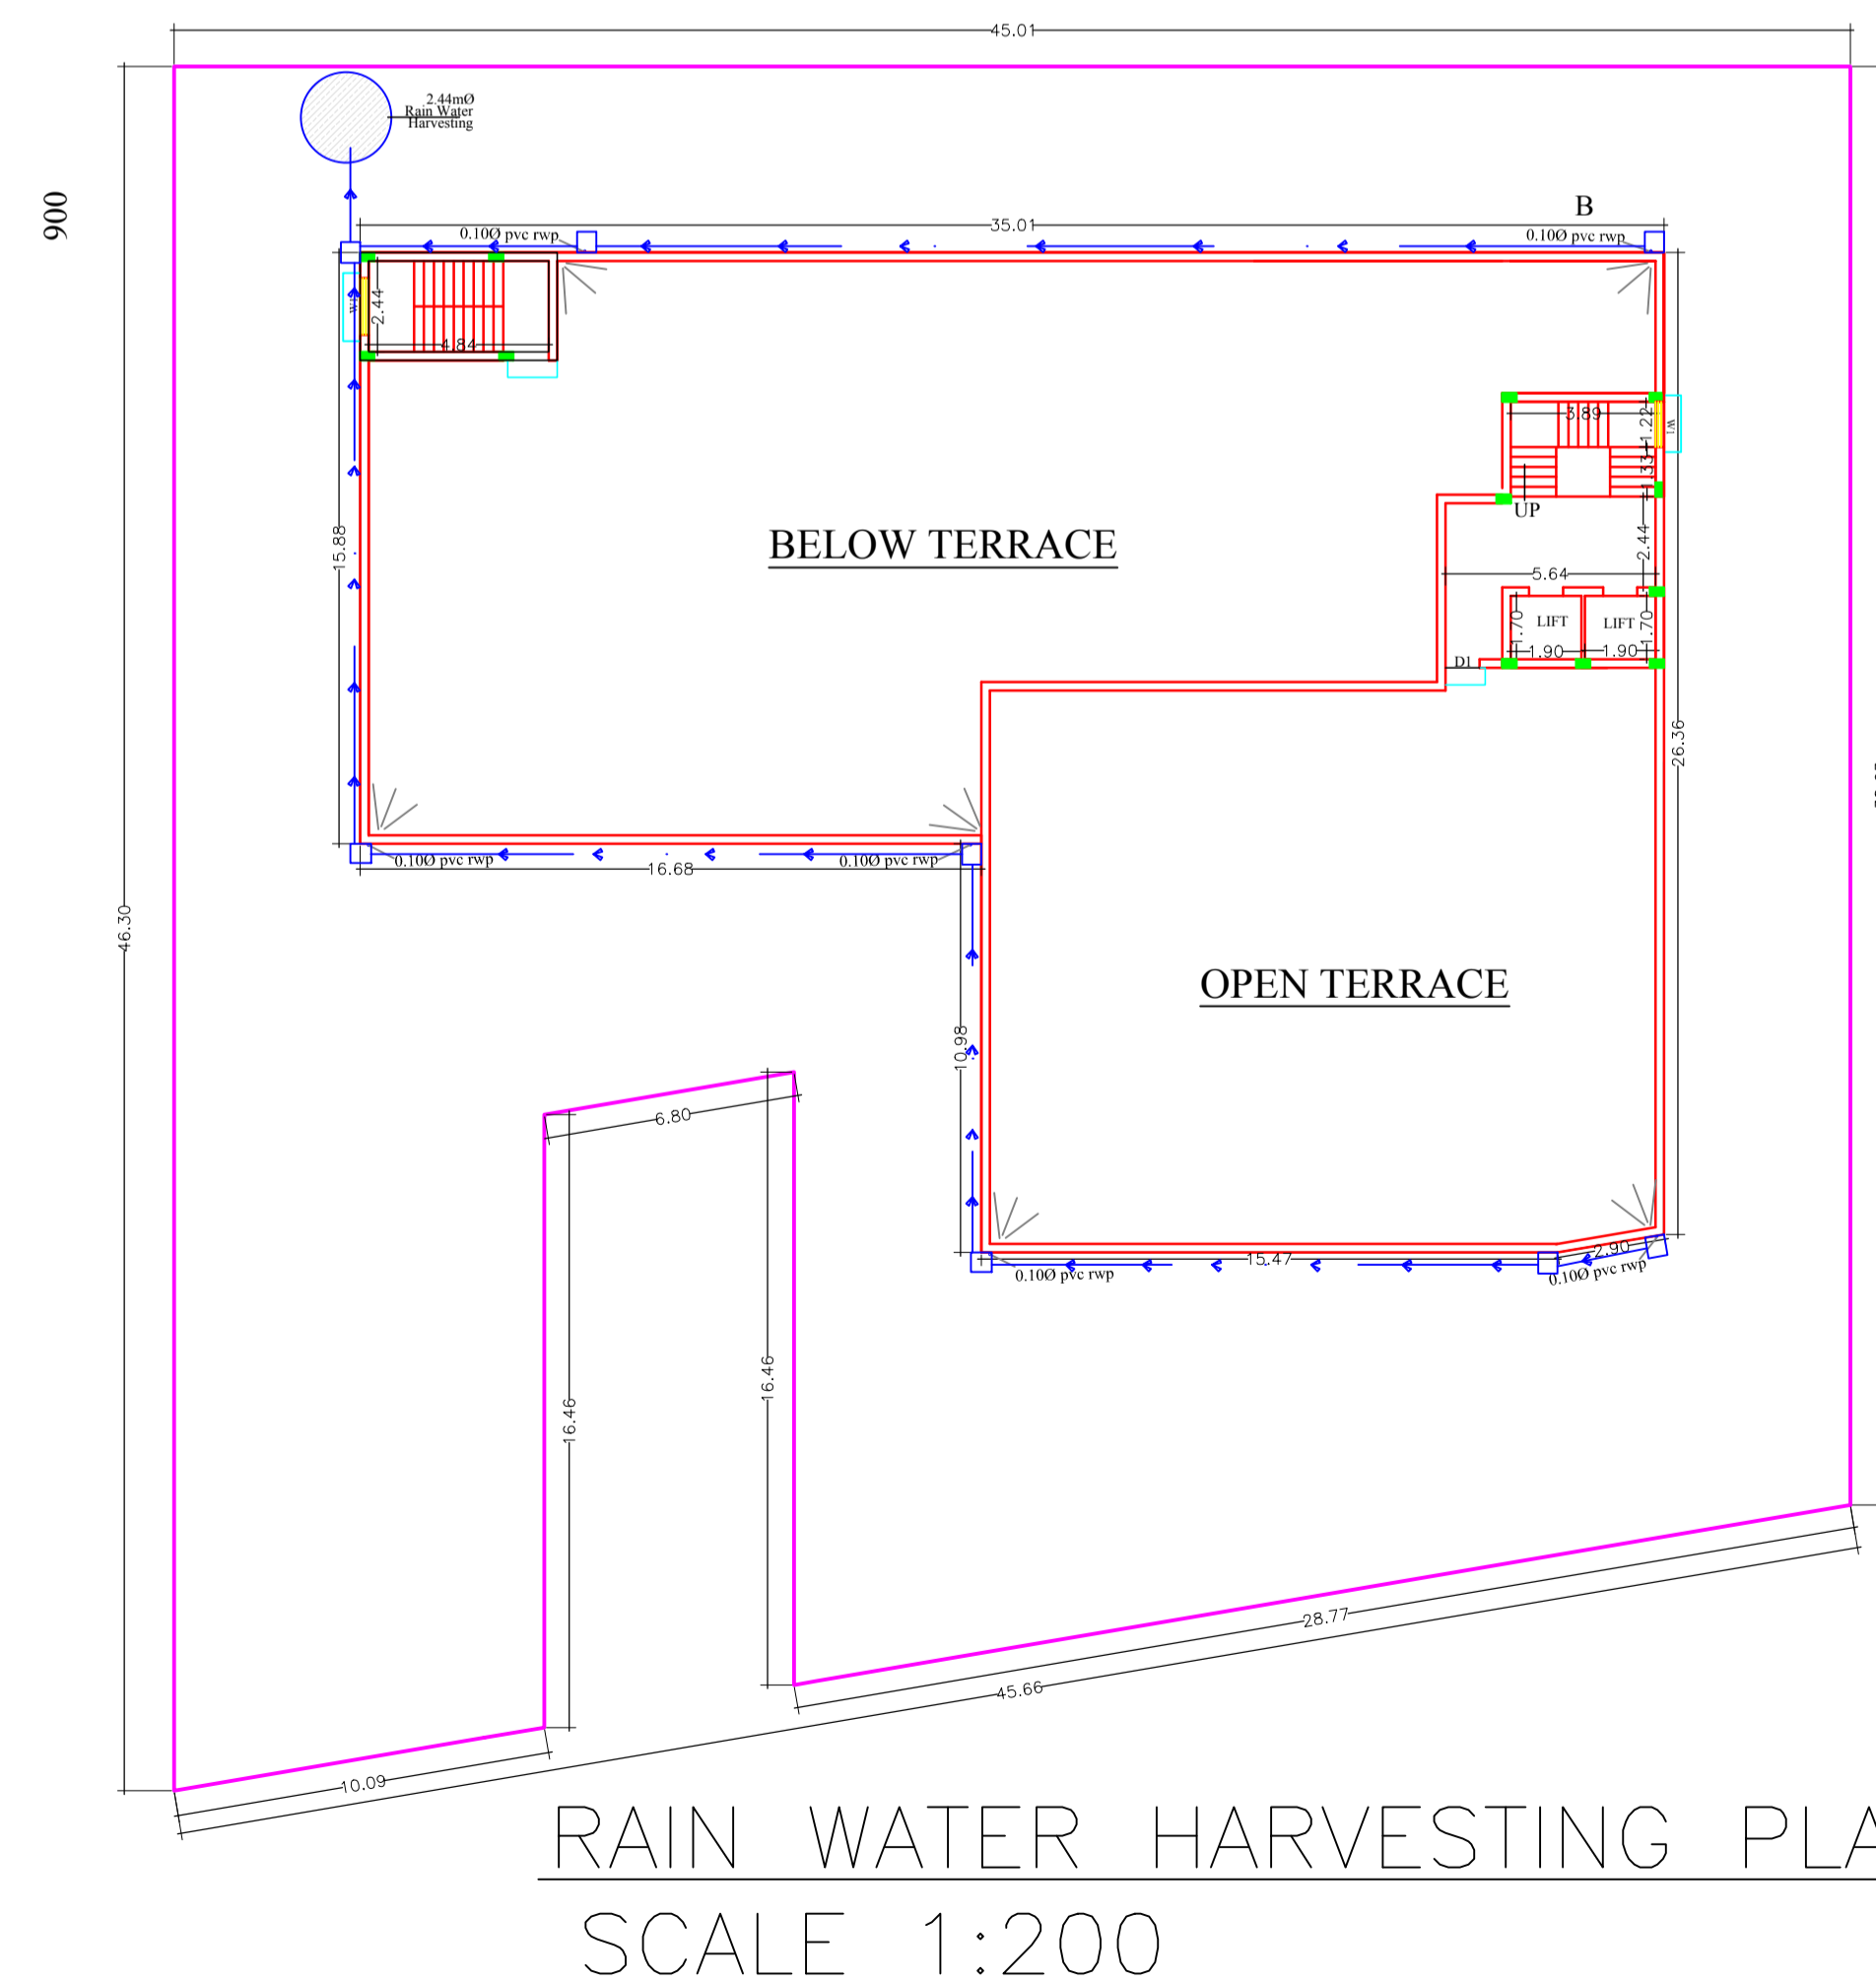 45.01
2.44mØ
Rain Water
Harvesting
900
B
35.01
0.10Ø pvc rwp
0.10Ø pvc rwp
W1
2.44
4.84
3.89
1.22
W1
1.33
UP
15.88
BELOW TERRACE
2.44
5.64
LIFT
LIFT
1.70
1.70
1.90
1.90
D1
26.36
0.10Ø pvc rwp
0.10Ø pvc rwp
16.68
46.30
OPEN TERRACE
10.98
6.80
15.47
2.90
0.10Ø pvc rwp
0.10Ø pvc rwp
16.46
16.46
28.77
45.66
10.09
RAIN WATER HARVESTING PLA
SCALE 1:200